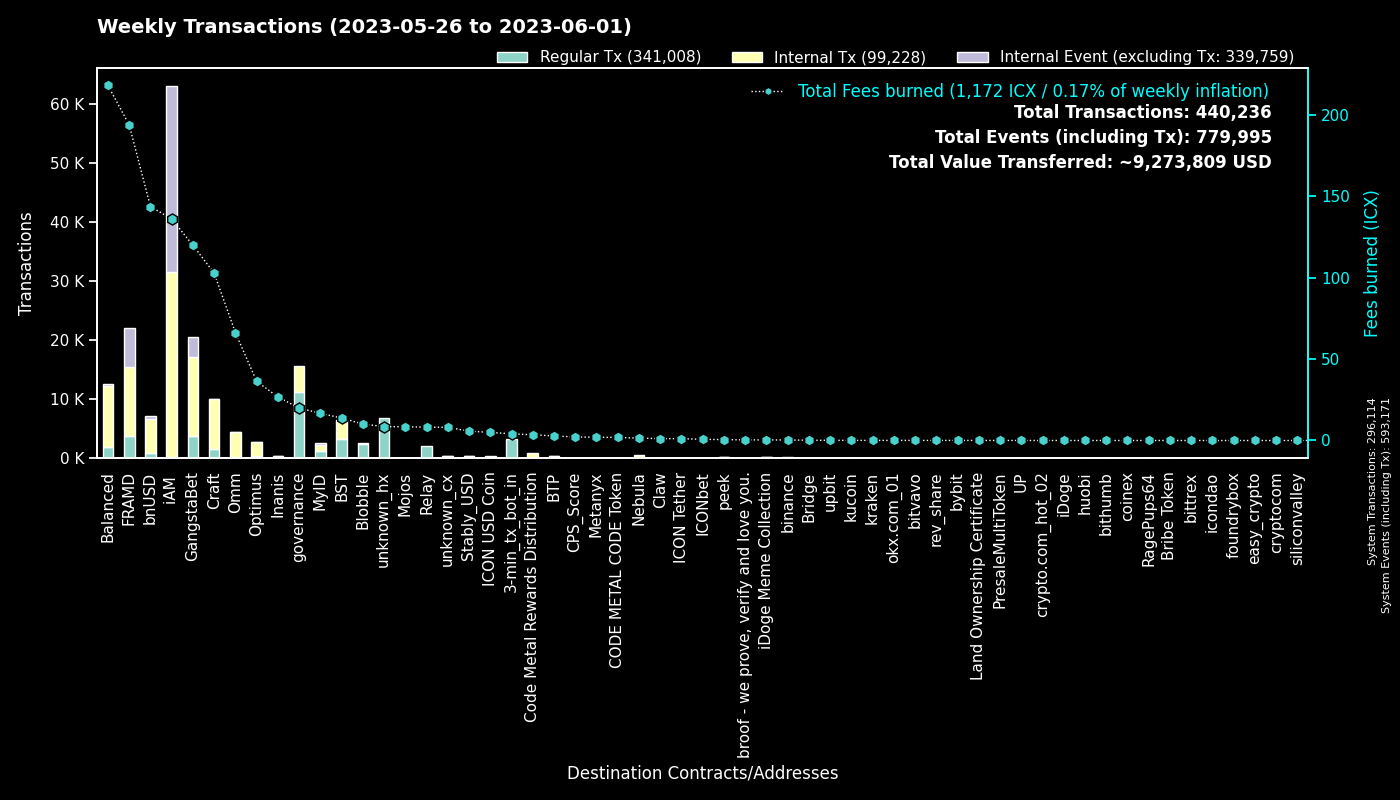 Weekly Transactions (2023-05-26 to 2023-06-01)
Regular Tx (341,008)
Internal Tx (99,228)
Internal Event (excluding Tx: 339,759)
Total Fees burned (1,172 ICX / 0.17% of weekly inflation)
Total Transactions: 440,236
Total Events (including Tx): 779,995
Total Value Transferred: ~9,273,809 USD
Transactions
60 K
50 K
40 K
30 K
20 K
10 K
0 K
200
150
100
50
0
Fees burned (ICX)
System Transactions: 296,114
System Events (including Tx): 593,171
Balanced
FRAMD
bnUSD
iAM
GangstaBet
Craft
Omm
Optimus
Inanis
governance
MyID
BST
Blobble
unknown_hx
Mojos
Relay
unknown_cx
Stably_USD
ICON USD Coin
3-min_tx_bot_in
Code Metal Rewards Distribution
BTP
CPS_Score
Metanyx
CODE METAL CODE Token
Nebula
Claw
ICON Tether
ICONbet
peek
broof - we prove, verify and love you.
iDoge Meme Collection
binance
Bridge
upbit
kucoin
kraken
okx.com_01
bitvavo
rev_share
bybit
Land Ownership Certificate
PresaleMultiToken
UP
crypto.com_hot_02
iDoge
huobi
bithumb
coinex
RagePups64
Bribe Token
bittrex
icondao
foundrybox
easy_crypto
cryptocom
siliconvalley
Destination Contracts/Addresses